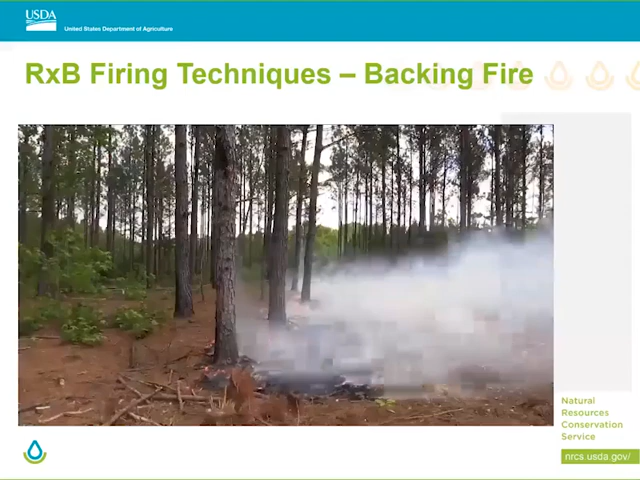 USDA
United States Department of Agriculture
RxB Firing Techniques – Backing Fire
Natural
Resources
Conservation
Service
nrcs.usda.gov/